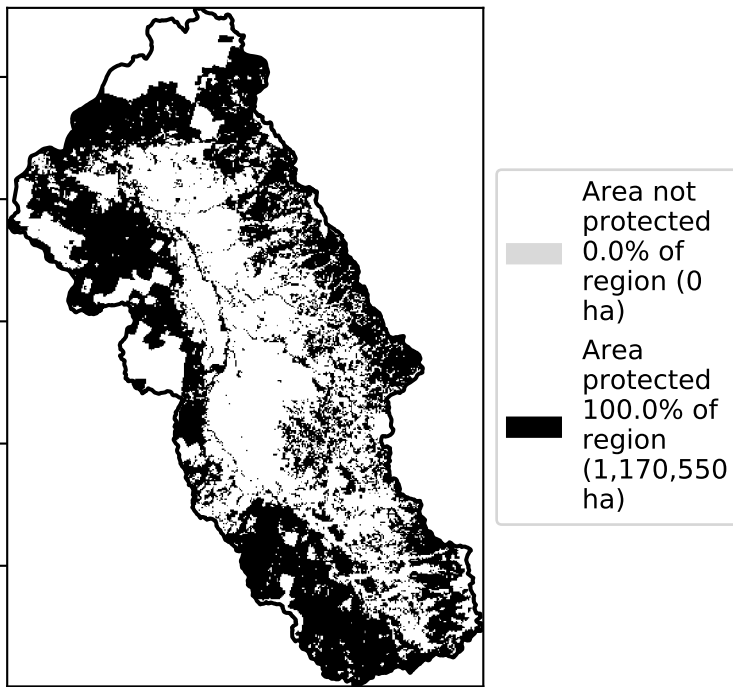 Area not
protected
0.0% of
region (0
ha)
Area
protected
100.0% of
region
(1,170,550
ha)